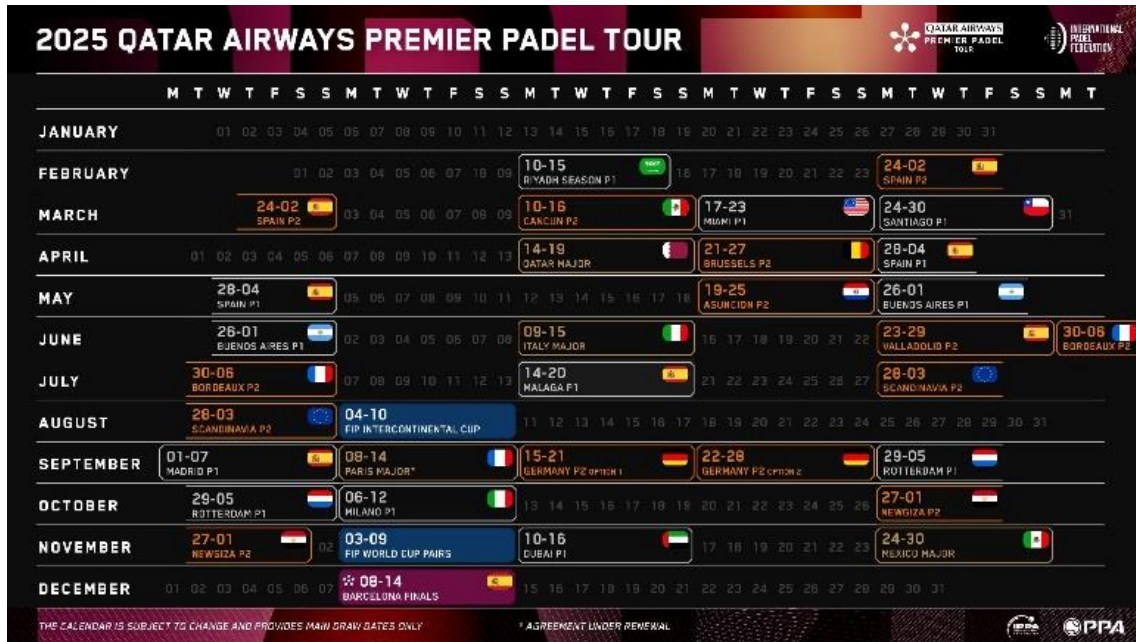 2025 QATAR AIRWAYS PREMIER PADEL TOUR
QATAR AIRWAYS
PREMIER PADEL
TOUR
INTERNATIONAL
PADEL
FEDERATION
M T W T F S S M T W T F S S M T W T F S S M T W T F S S M T W T F S S M T
JANUARY 01 02 03 04 05 06 07 08 09 10 11 12 13 14 15 16 17 18 19 20 21 22 23 24 25 26 27 28 29 30 31
FEBRUARY 01 02 03 04 05 06 07 08 09 10-15 16 17 18 19 20 21 22 23 24-02
RIYADH SEASON P1 SPAIN P2
MARCH 24-02 03 04 05 06 07 08 09 10-16 17-23 24-30 31
SPAIN P2 CANCUN P2 MIAMI P1 SANTIAGO P1
APRIL 01 02 03 04 05 06 07 08 09 10 11 12 13 14-19 21-27 28-04
QATAR MAJOR BRUSSELS P2 SPAIN P1
MAY 28-04 05 06 07 08 09 10 11 12 13 14 15 16 17 18 19-25 26-01
SPAIN P1 ASUNCION P2 BUENOS AIRES P1
JUNE 26-01 02 03 04 05 06 07 08 09-15 16 17 18 19 20 21 22 23-29 30-06
BUENOS AIRES P1 ITALY MAJOR VALLADOLID P2 BORDEAUX P2
JULY 30-06 07 08 09 10 11 12 13 14-20 21 22 23 24 25 26 27 28-03
BORDEAUX P2 MALAGA P1 SCANDINAVIA P2
AUGUST 28-03 04-10 11 12 13 14 15 16 17 18 19 20 21 22 23 24 25 26 27 28 29 30 31
SCANDINAVIA P2 FIP INTERCONTINENTAL CUP
SEPTEMBER 01-07 08-14 15-21 22-28 29-05
MADRID P1 PARIS MAJOR* GERMANY P2 OPTION 1 GERMANY P2 OPTION 2 ROTTERDAM P1
OCTOBER 29-05 06-12 13 14 15 16 17 18 19 20 21 22 23 24 25 26 27-01
ROTTERDAM P1 MILANO P1 NEWGIZA P2
NOVEMBER 27-01 02 03-09 10-16 17 18 19 20 21 22 23 24-30
NEWGIZA P2 FIP WORLD CUP PAIRS DUBAI P1 MEXICO MAJOR
DECEMBER 01 02 03 04 05 06 07 08-14 15 16 17 18 19 20 21 22 23 24 25 26 27 28 29 30 31
BARCELONA FINALS
THE CALENDAR IS SUBJECT TO CHANGE AND PROVIDES MAIN DRAW DATES ONLY * AGREEMENT UNDER RENEWAL
IPPA PPA